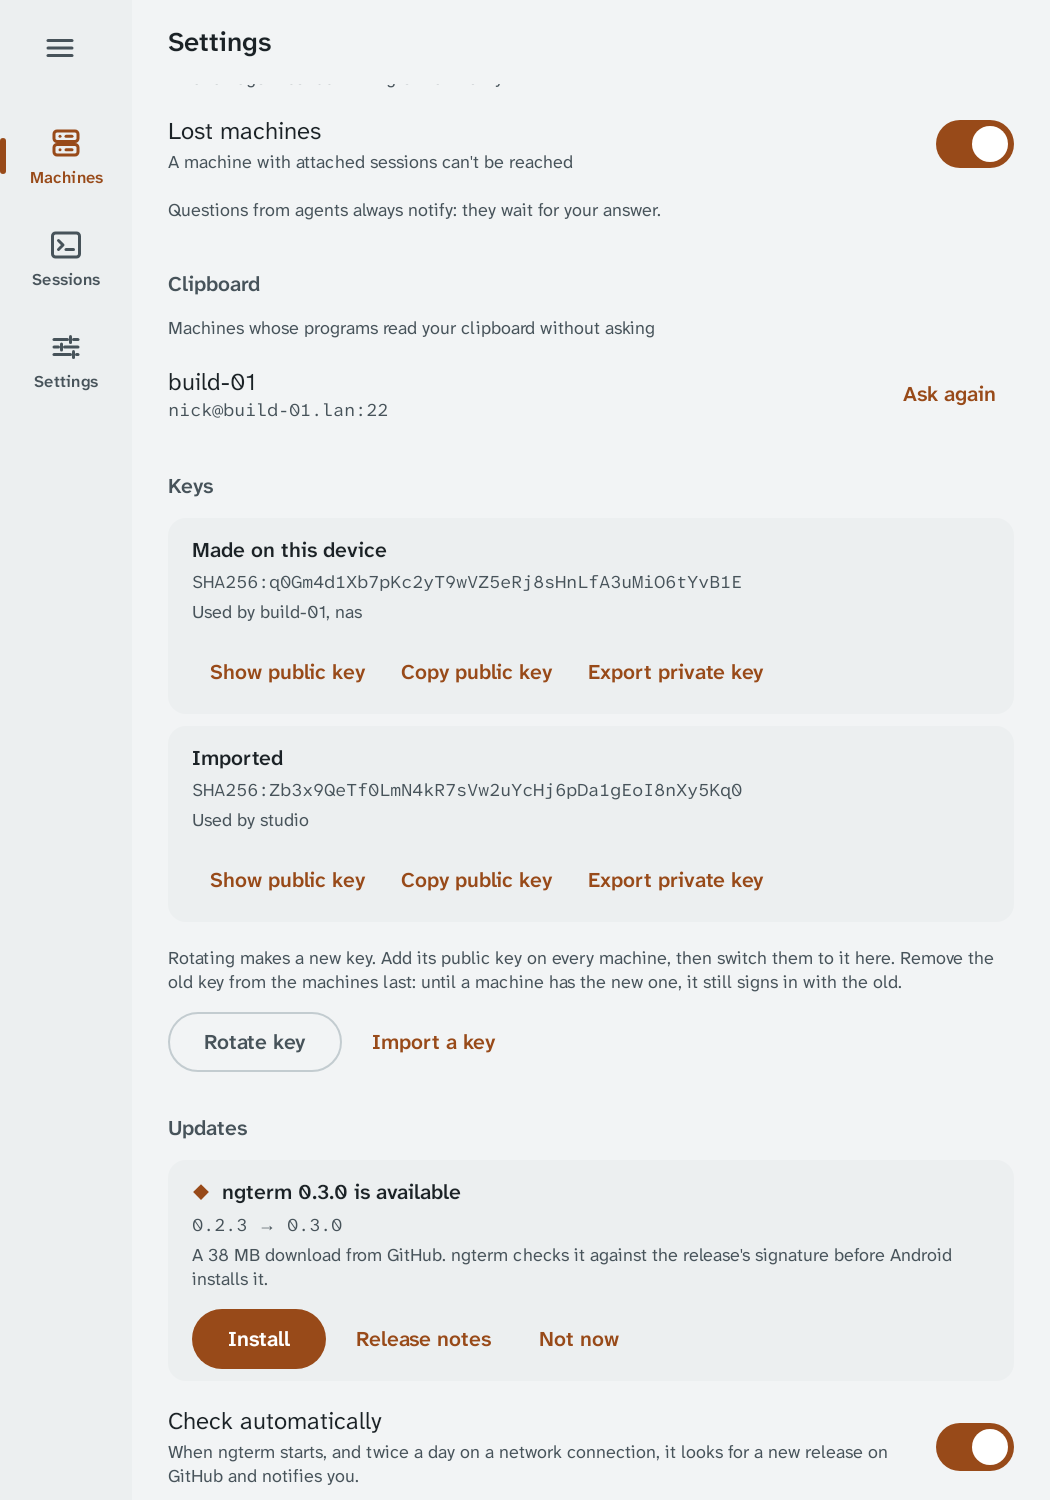 Settings
Machines
Sessions
Settings
Lost machines
A machine with attached sessions can't be reached
Questions from agents always notify: they wait for your answer.
Clipboard
Machines whose programs read your clipboard without asking
build-01
nick@build-01.lan:22
Ask again
Keys
Made on this device
SHA256:q0Gm4d1Xb7pKc2yT9wVZ5eRj8sHnLfA3uMiO6tYvB1E
Used by build-01, nas
Show public key Copy public key Export private key
Imported
SHA256:Zb3x9QeTf0LmN4kR7sVw2uYcHj6pDa1gEoI8nXy5Kq0
Used by studio
Show public key Copy public key Export private key
Rotating makes a new key. Add its public key on every machine, then switch them to it here. Remove the
old key from the machines last: until a machine has the new one, it still signs in with the old.
Rotate key Import a key
Updates
ngterm 0.3.0 is available
0.2.3 → 0.3.0
A 38 MB download from GitHub. ngterm checks it against the release's signature before Android
installs it.
Install Release notes Not now
Check automatically
When ngterm starts, and twice a day on a network connection, it looks for a new release on
GitHub and notifies you.